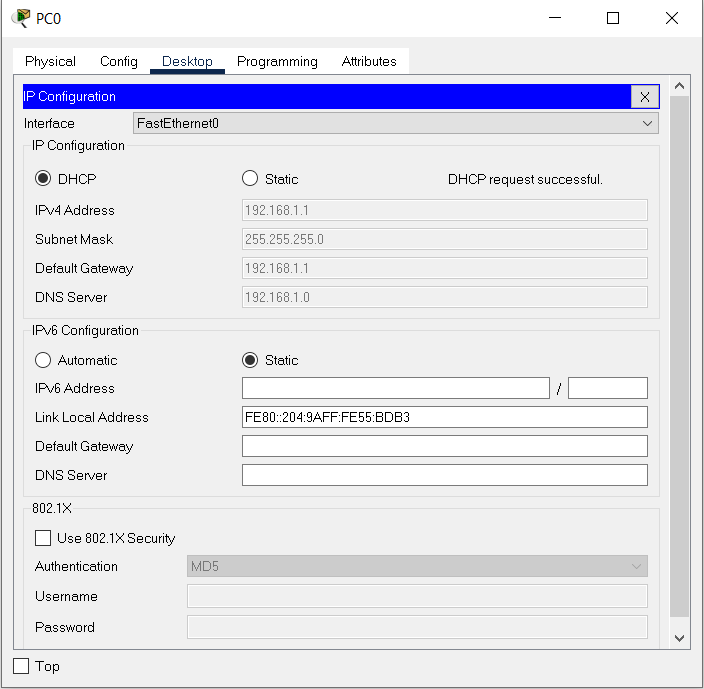 PC0
Physical Config Desktop Programming Attributes
IP Configuration X
Interface FastEthernet0
IP Configuration
DHCP Static DHCP request successful.
IPv4 Address 192.168.1.1
Subnet Mask 255.255.255.0
Default Gateway 192.168.1.1
DNS Server 192.168.1.0
IPv6 Configuration
Automatic Static
IPv6 Address /
Link Local Address FE80::204:9AFF:FE55:BDB3
Default Gateway
DNS Server
802.1X
Use 802.1X Security
Authentication MD5
Username
Password
Top